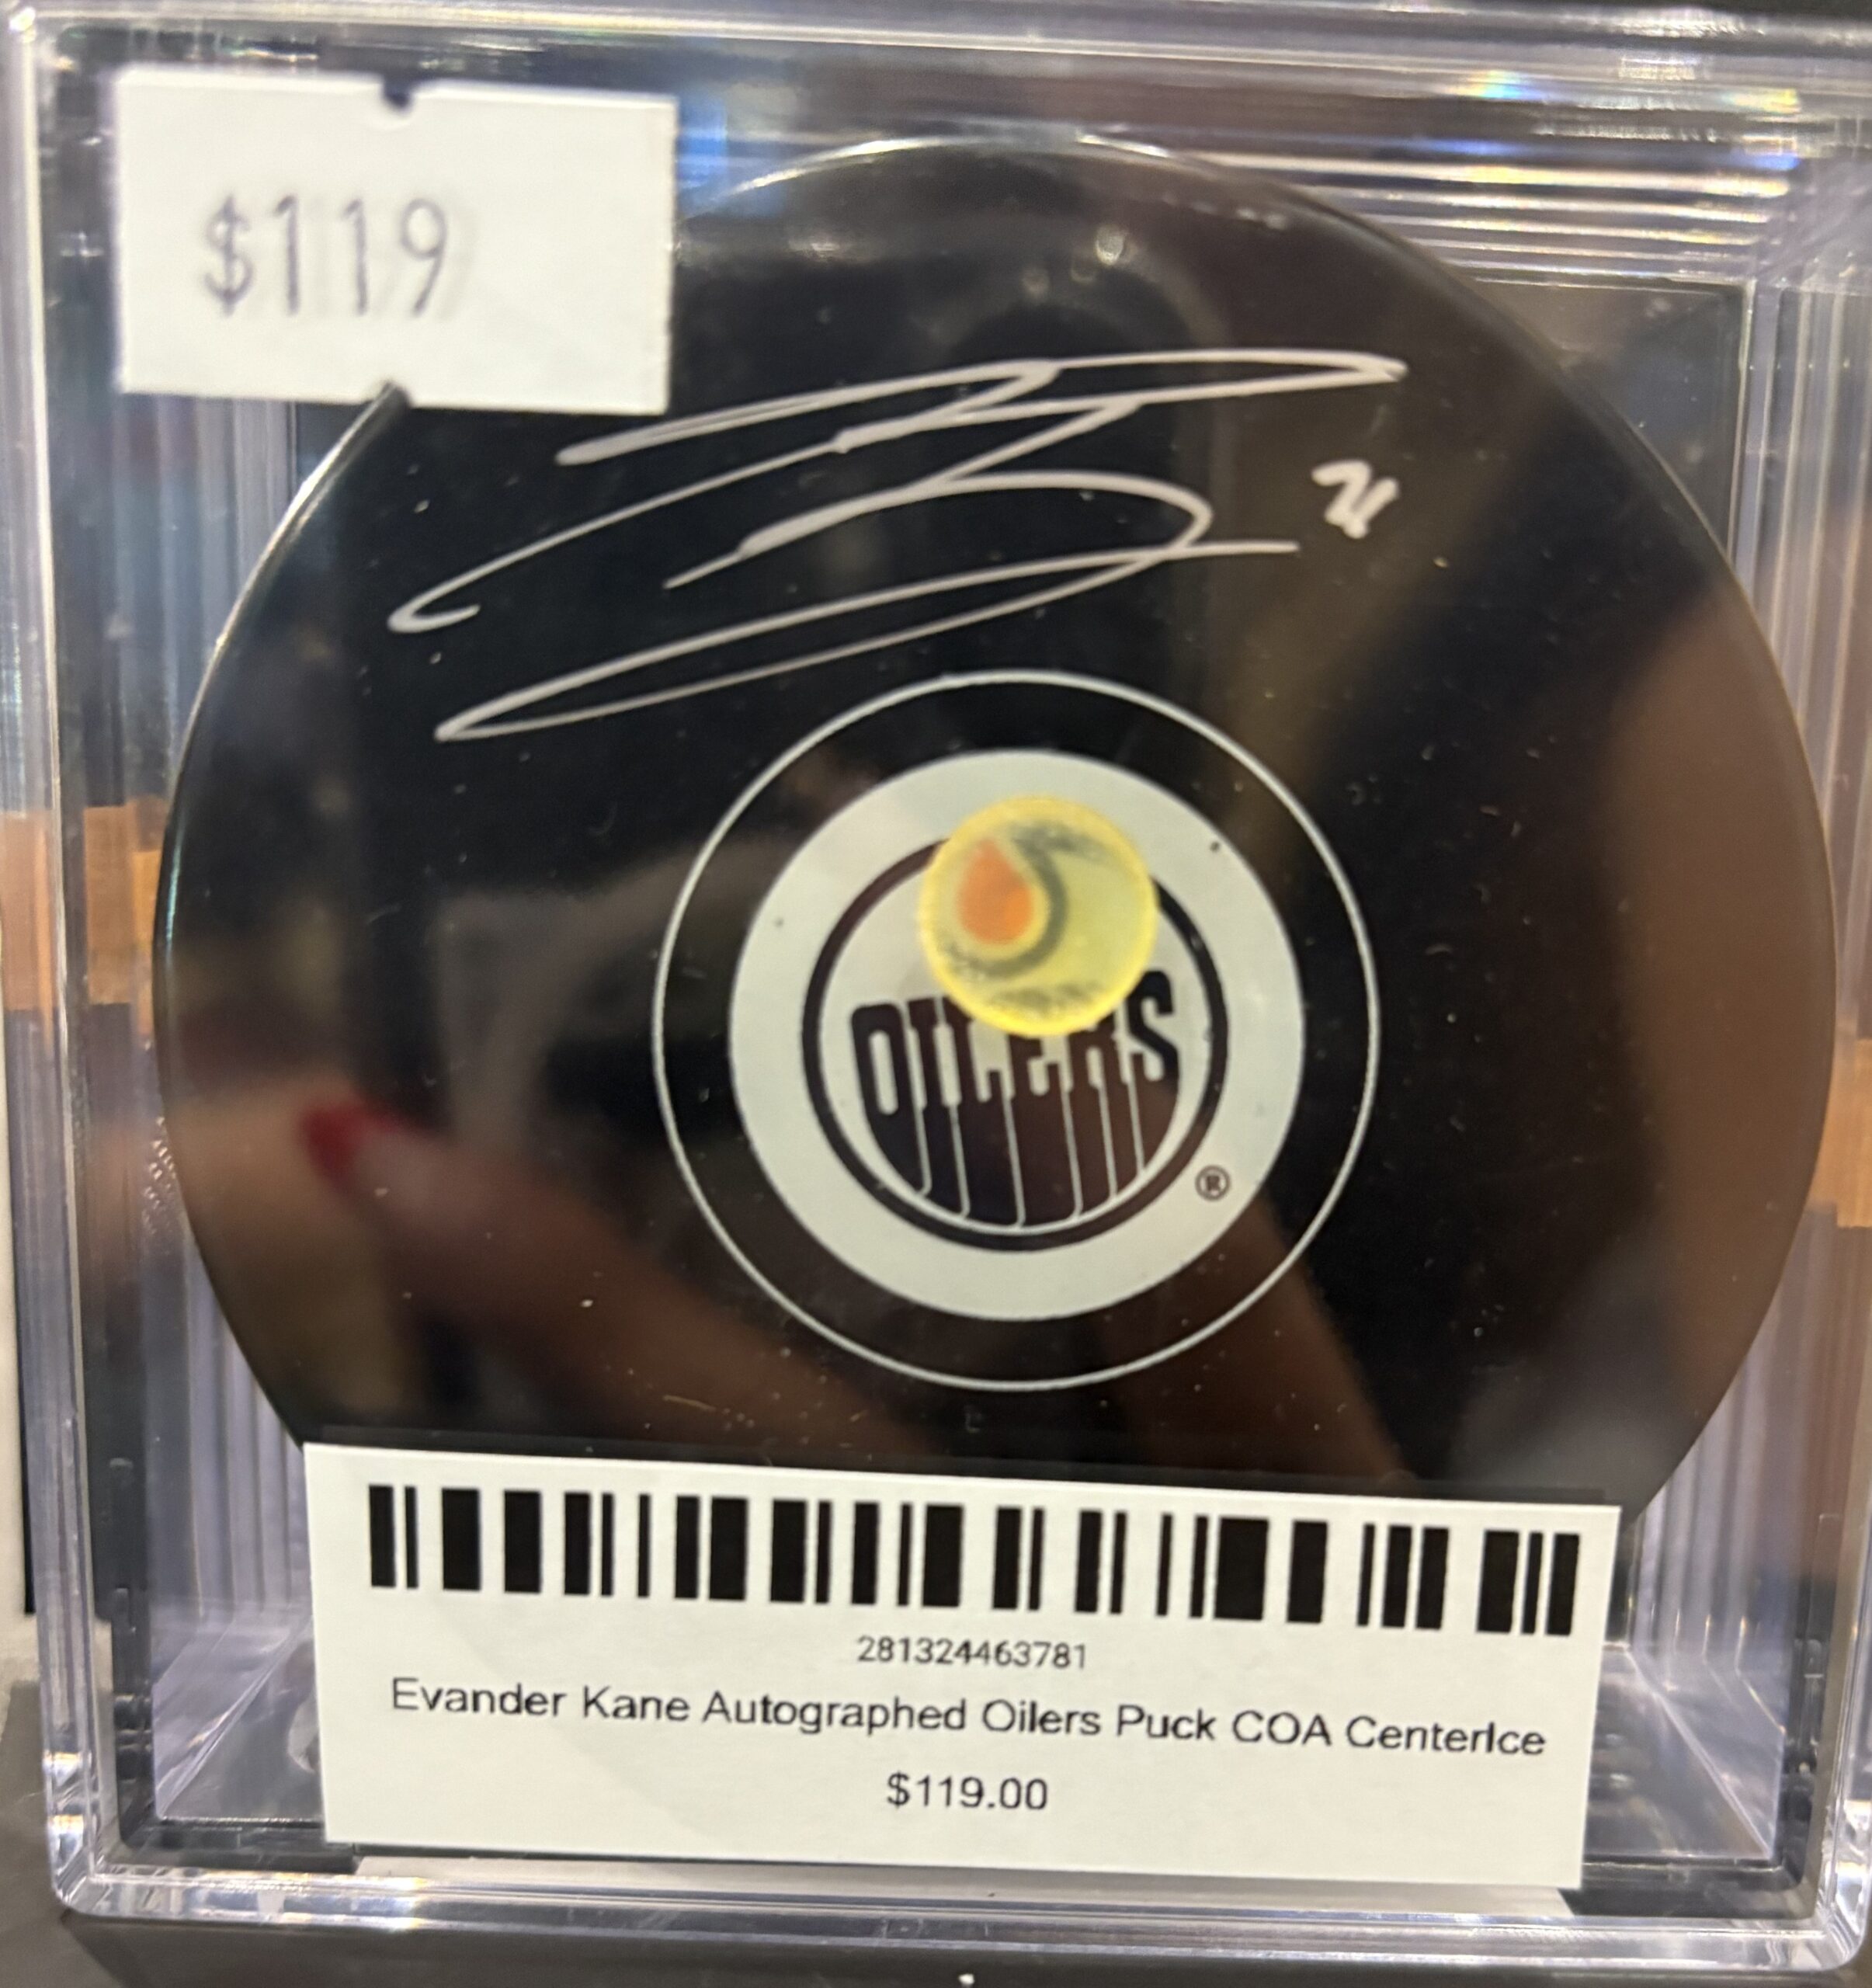 $119
OILERS
®
281324463781
Evander Kane Autographed Oilers Puck COA CenterIce
$119.00